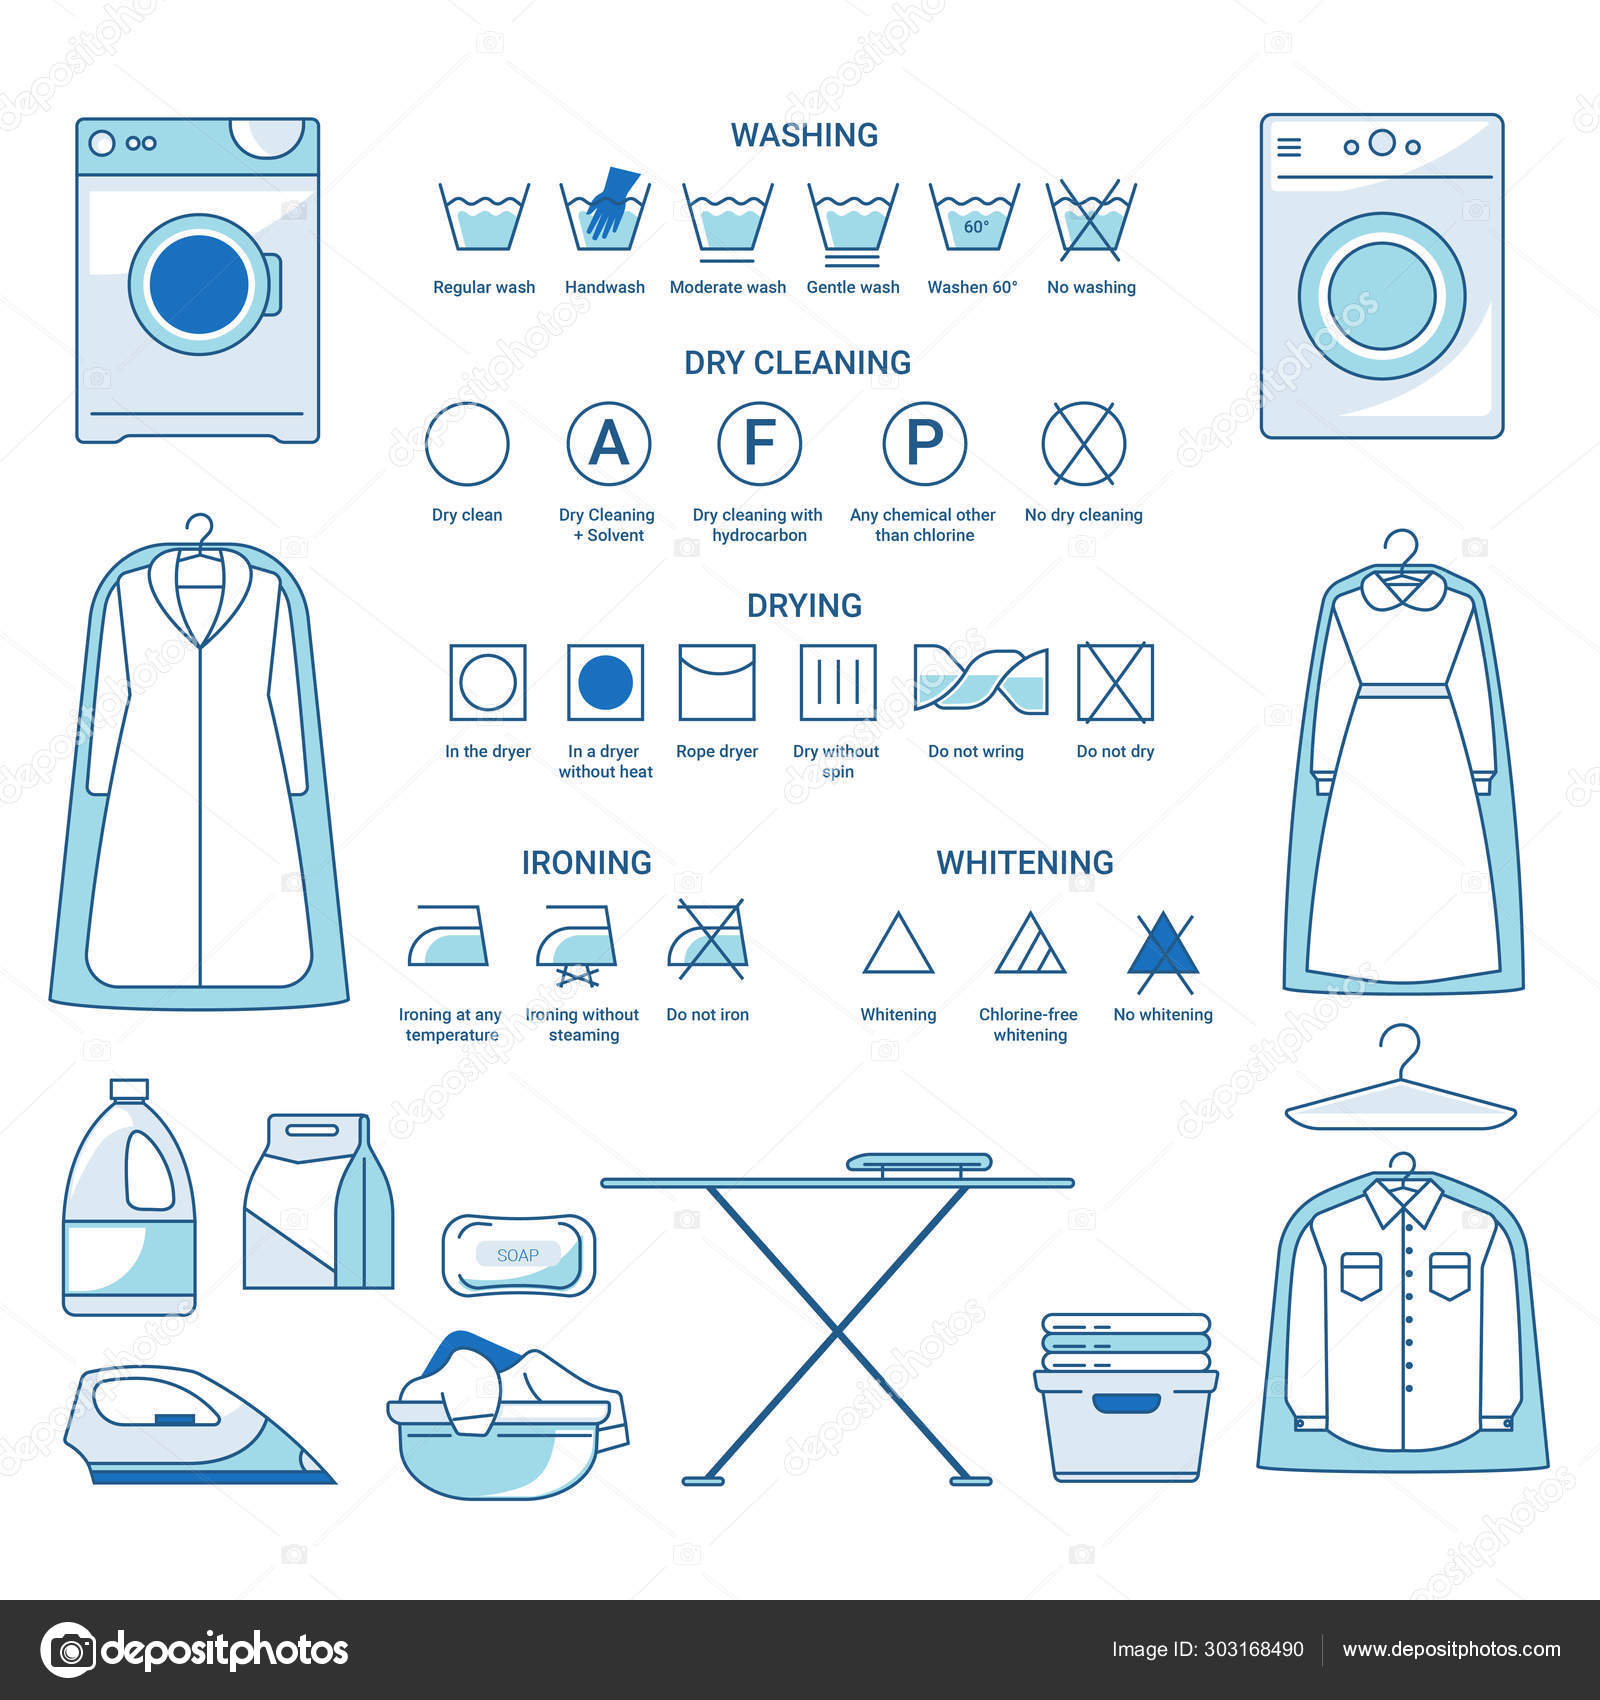 WASHING
60°
Regular wash
Handwash
Moderate wash
Gentle wash
Washen 60°
No washing
DRY CLEANING
A
F
P
Dry clean
Dry Cleaning
+ Solvent
Dry cleaning with
hydrocarbon
Any chemical other
than chlorine
No dry cleaning
DRYING
In the dryer
In a dryer
without heat
Rope dryer
Dry without
spin
Do not wring
Do not dry
IRONING
Ironing at any
temperature
Ironing without
steaming
Do not iron
WHITENING
Whitening
Chlorine-free
whitening
No whitening
SOAP
depositphotos
Image ID: 303168490
www.depositphotos.com